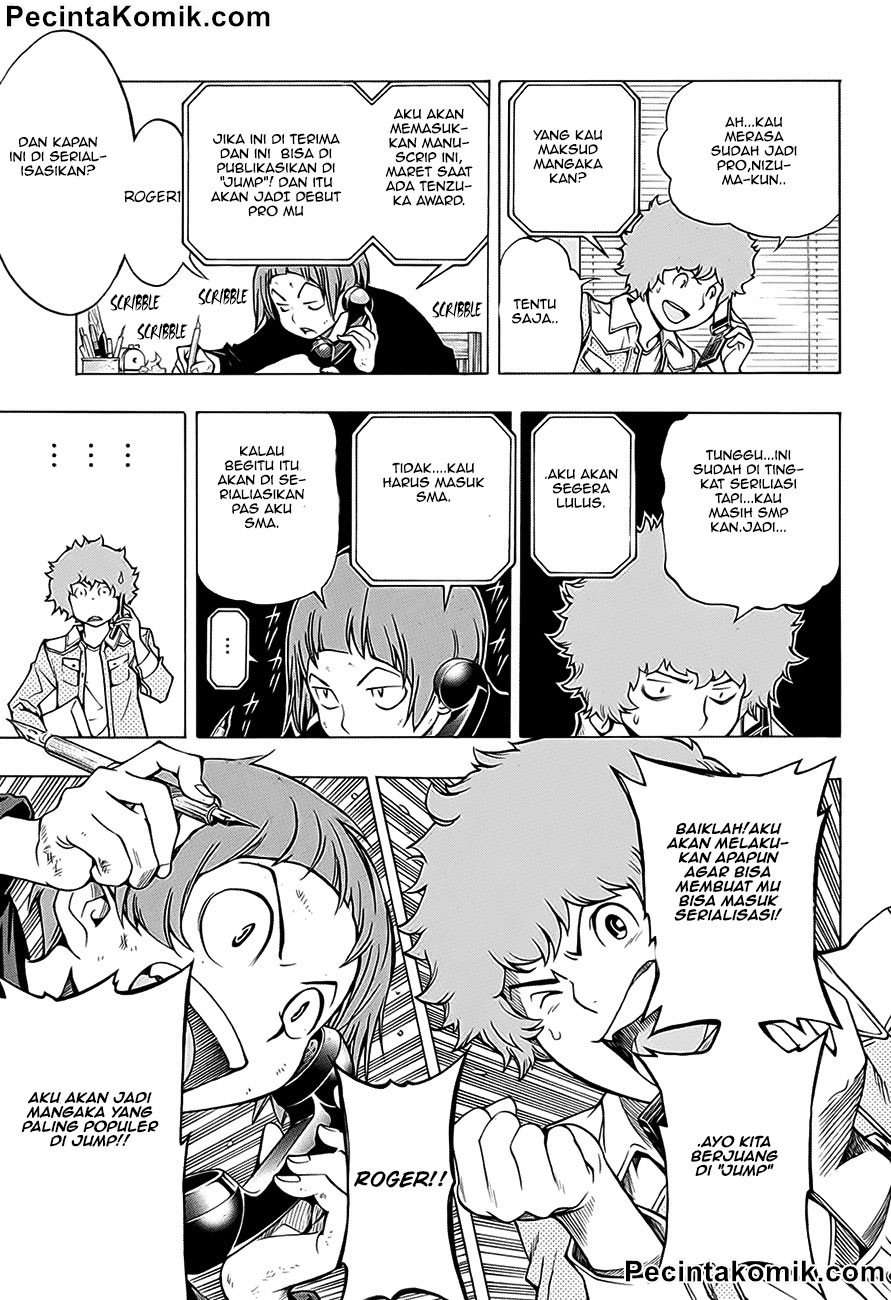 PecintaKomik.com
AH...KAU
MERASA
SUDAH JADI
PRO,NIZU-
MA-KUN..
YANG KAU
MAKSUD
MANGAKA
KAN?
TENTU
SAJA..
AKU AKAN
MEMASUK-
KAN MANU-
SCRIP INI,
MARET SAAT
ADA TENZU-
KA AWARD.
JIKA INI DI TERIMA
DAN INI BISA DI
PUBLIKASIKAN DI
"JUMP"! DAN ITU
AKAN JADI DEBUT
PRO MU
ROGER!
DAN KAPAN
INI DI SERIAL-
ISASIKAN?
SCRIBBLE
SCRIBBLE
SCRIBBLE
SCRIBBLE
TUNGGU...INI
SUDAH DI TING-
KAT SERILIASI
TAPI...KAU
MASIH SMP
KAN.JADI...
.AKU AKAN
SEGERA
LULUS.
TIDAK....KAU
HARUS MASUK
SMA.
KALAU
BEGITU ITU
AKAN DI SE-
RIALIASIKAN
PAS AKU
SMA.
...
... ... ...
BAIKLAH!AKU
AKAN MELAKU-
KAN APAPUN
AGAR BISA
MEMBUAT MU
BISA MASUK
SERIALISASI!
.AYO KITA
BERJUANG
DI "JUMP"
ROGER!!
AKU AKAN JADI
MANGAKA YANG
PALING POPULER
DI JUMP!!
Pecintakomik.com